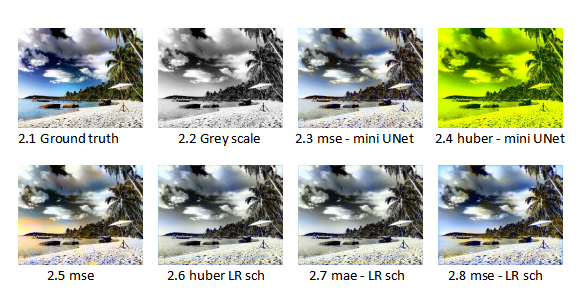 2.1 Ground truth
2.2 Grey scale
2.3 mse - mini UNet
2.4 huber - mini UNet
2.5 mse
2.6 huber LR sch
2.7 mae - LR sch
2.8 mse - LR sch